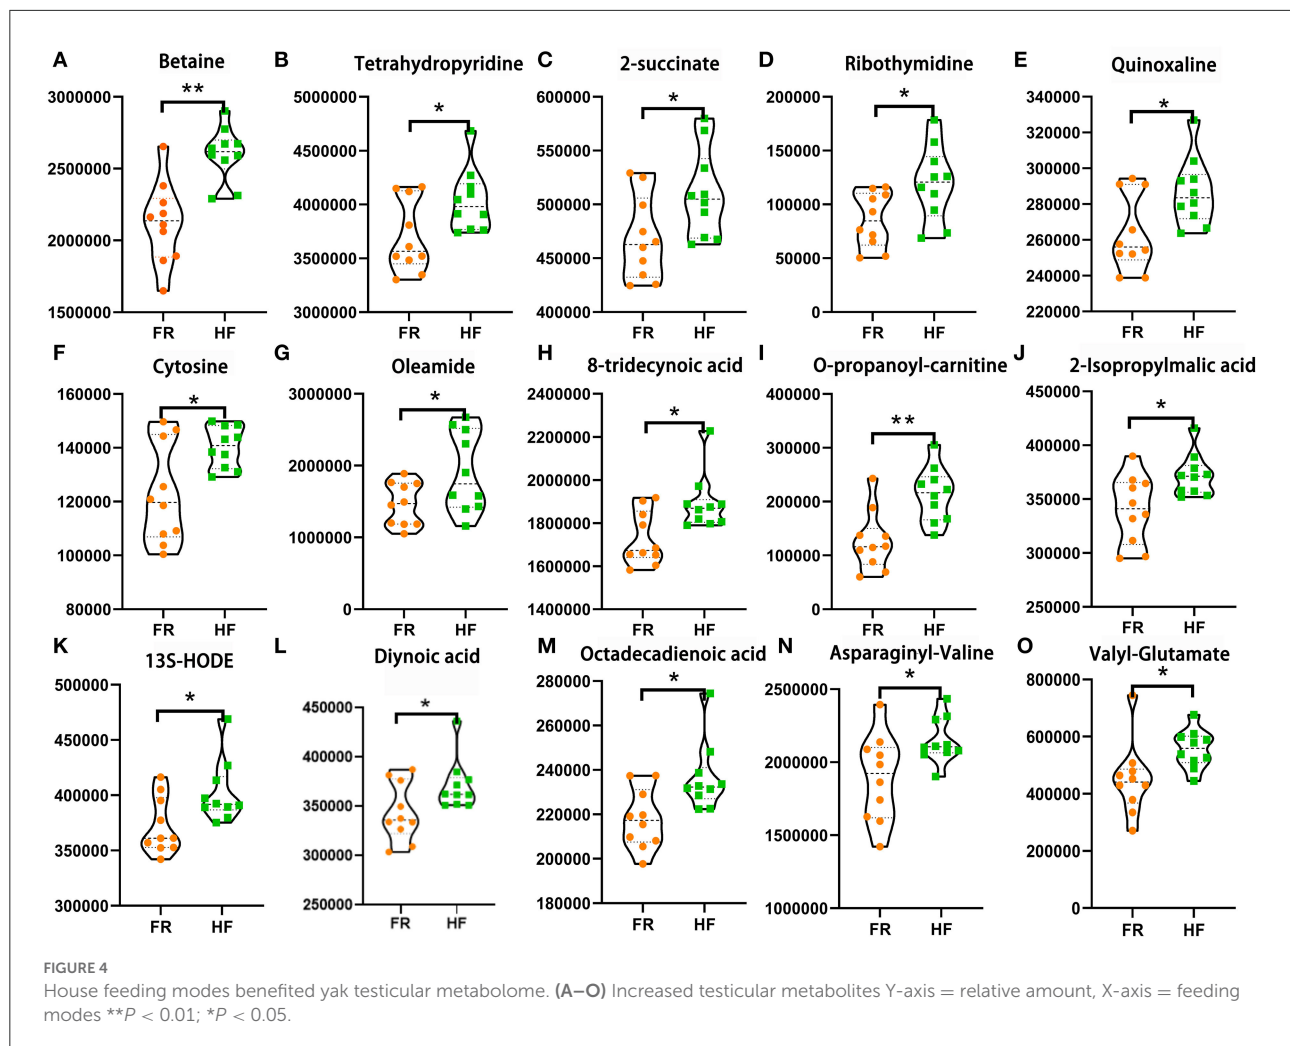 A Betaine
**
3000000
2500000
2000000
1500000
FR HF
B Tetrahydropyridine
*
5000000
4500000
4000000
3500000
3000000
FR HF
C 2-succinate
*
600000
550000
500000
450000
400000
FR HF
D Ribothymidine
*
200000
150000
100000
50000
0
FR HF
E Quinoxaline
*
340000
320000
300000
280000
260000
240000
220000
FR HF
F Cytosine
*
160000
140000
120000
100000
80000
FR HF
G Oleamide
*
3000000
2000000
1000000
0
FR HF
H 8-tridecynoic acid
*
2400000
2200000
2000000
1800000
1600000
1400000
FR HF
I O-propanoyl-carnitine
**
400000
300000
200000
100000
0
FR HF
J 2-Isopropylmalic acid
*
450000
400000
350000
300000
250000
FR HF
K 13S-HODE
*
500000
450000
400000
350000
300000
FR HF
L Diynoic acid
*
450000
400000
350000
300000
250000
FR HF
M Octadecadienoic acid
*
280000
260000
240000
220000
200000
180000
FR HF
N Asparaginyl-Valine
*
2500000
2000000
1500000
1000000
FR HF
O Valyl-Glutamate
*
800000
600000
400000
200000
0
FR HF
FIGURE 4
House feeding modes benefited yak testicular metabolome. (A–O) Increased testicular metabolites Y-axis = relative amount, X-axis = feeding
modes **P < 0.01; *P < 0.05.